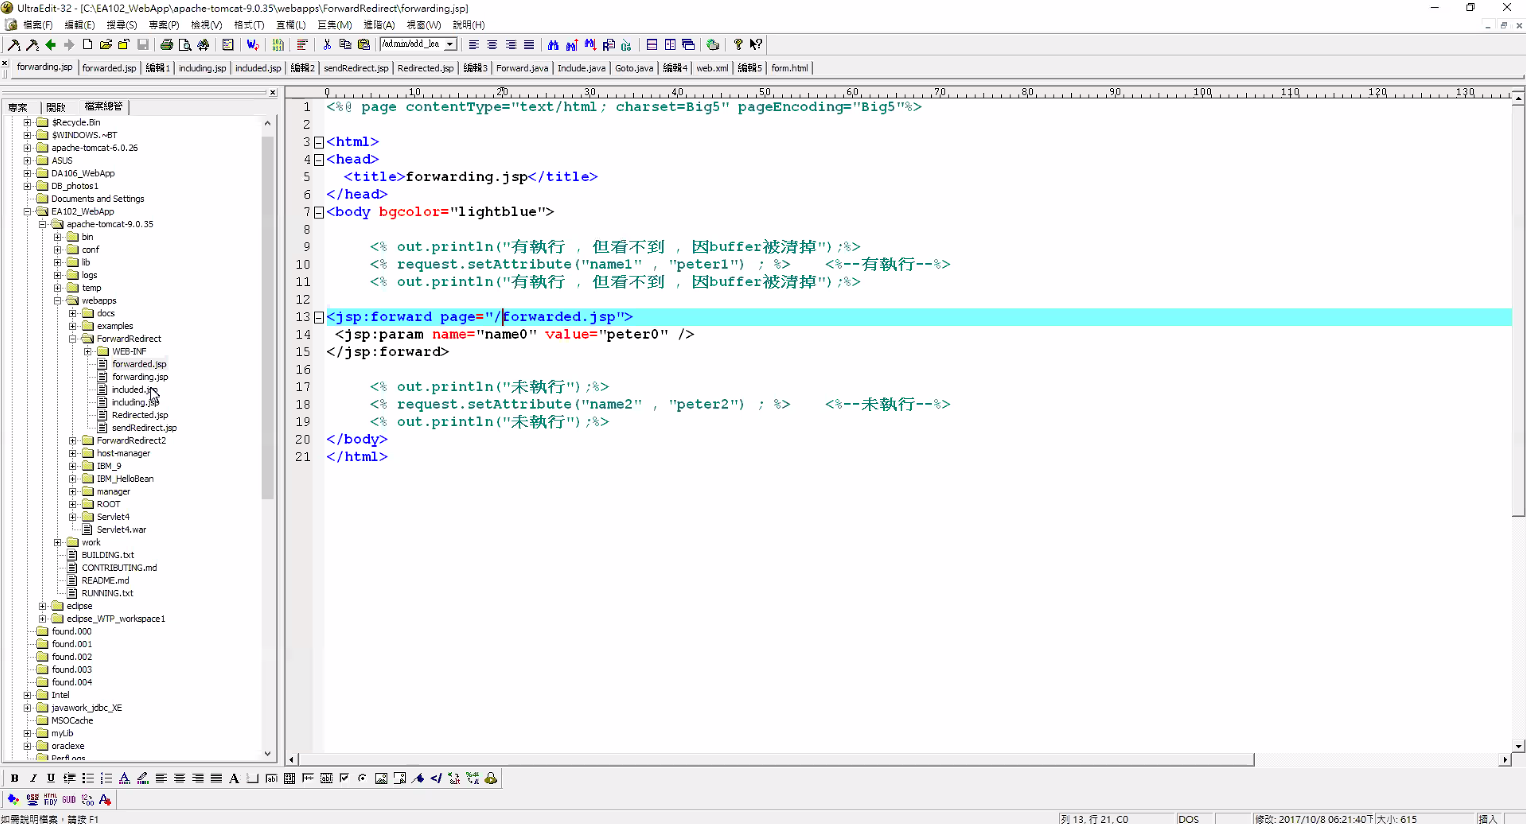 UltraEdit-32 - [C:\EA102_WebApp\apache-tomcat-9.0.35\webapps\ForwardRedirect\forwarding.jsp]
檔案(F) 編輯(E) 搜尋(S) 專案(P) 檢視(V) 格式(T) 直欄(L) 巨集(M) 進階(A) 視窗(W) 說明(H)
forwarding.jsp forwarded.jsp 編輯1 including.jsp included.jsp 編輯2 sendRedirect.jsp Redirected.jsp 編輯3 Forward.java Include.java Goto.java 編輯4 web.xml 編輯5 form.html
專案 開啟 檔案總管
$Recycle.Bin
$WINDOWS.~BT
apache-tomcat-6.0.26
ASUS
DA106_WebApp
DB_photos1
Documents and Settings
EA102_WebApp
apache-tomcat-9.0.35
bin
conf
lib
logs
temp
webapps
docs
examples
ForwardRedirect
WEB-INF
forwarded.jsp
forwarding.jsp
included.jsp
including.jsp
Redirected.jsp
sendRedirect.jsp
ForwardRedirect2
host-manager
IBM_9
IBM_HelloBean
manager
ROOT
Servlet4
Servlet4.war
work
BUILDING.txt
CONTRIBUTING.md
README.md
RUNNING.txt
eclipse
eclipse_WTP_workspace1
found.000
found.001
found.002
found.003
found.004
Intel
javawork_jdbc_XE
MSOCache
myLib
oraclexe
PerfLogs
0 10 20 30 40 50 60 70 80 90 100 110 120 130
1 <%@ page contentType="text/html; charset=Big5" pageEncoding="Big5"%>
2
3 <html>
4 <head>
5 <title>forwarding.jsp</title>
6 </head>
7 <body bgcolor="lightblue">
8
9 <% out.println("有執行 , 但看不到 , 因buffer被清掉");%>
10 <% request.setAttribute("name1" , "peter1") ; %> <%--有執行--%>
11 <% out.println("有執行 , 但看不到 , 因buffer被清掉");%>
12
13 <jsp:forward page="/forwarded.jsp">
14 <jsp:param name="name0" value="peter0" />
15 </jsp:forward>
16
17 <% out.println("未執行");%>
18 <% request.setAttribute("name2" , "peter2") ; %> <%--未執行--%>
19 <% out.println("未執行");%>
20 </body>
21 </html>
如需說明檔案，請按 F1
列 13, 行 21, C0 DOS 修改: 2017/10/8 06:21:40下 大小: 615 插入